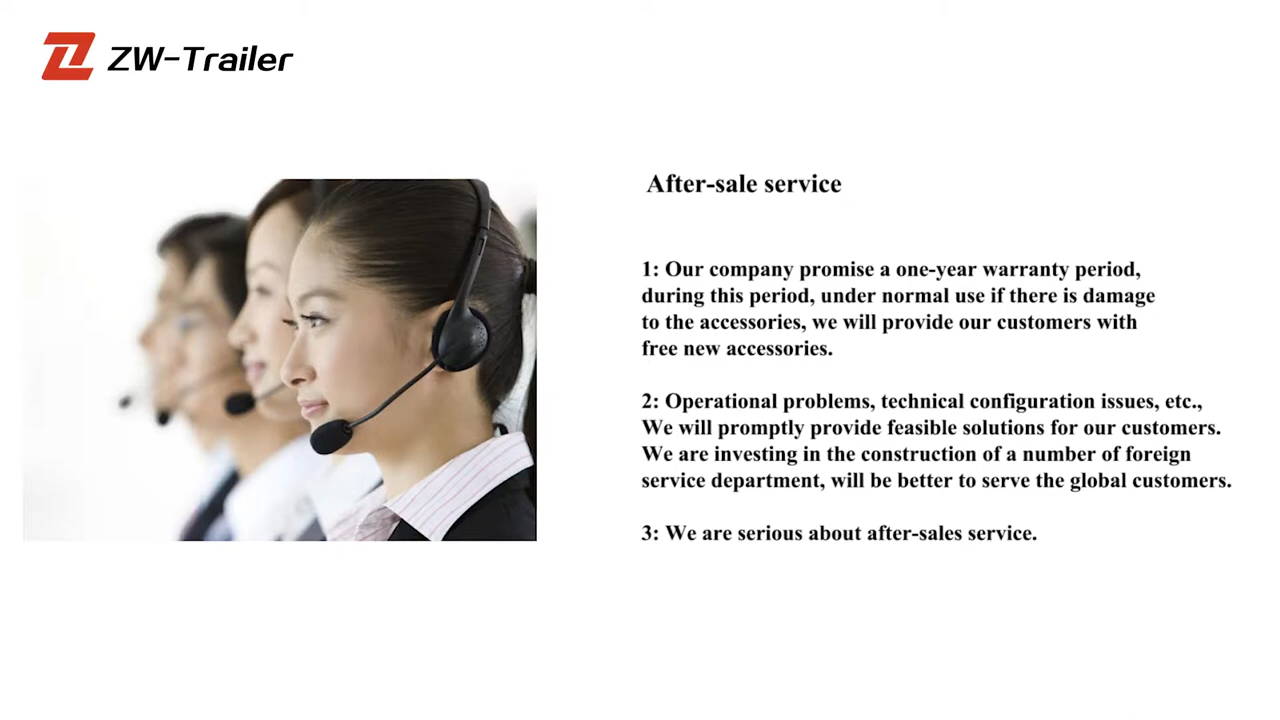 ZW-Trailer
After-sale service
1: Our company promise a one-year warranty period,
during this period, under normal use if there is damage
to the accessories, we will provide our customers with
free new accessories.
2: Operational problems, technical configuration issues, etc.,
We will promptly provide feasible solutions for our customers.
We are investing in the construction of a number of foreign
service department, will be better to serve the global customers.
3: We are serious about after-sales service.